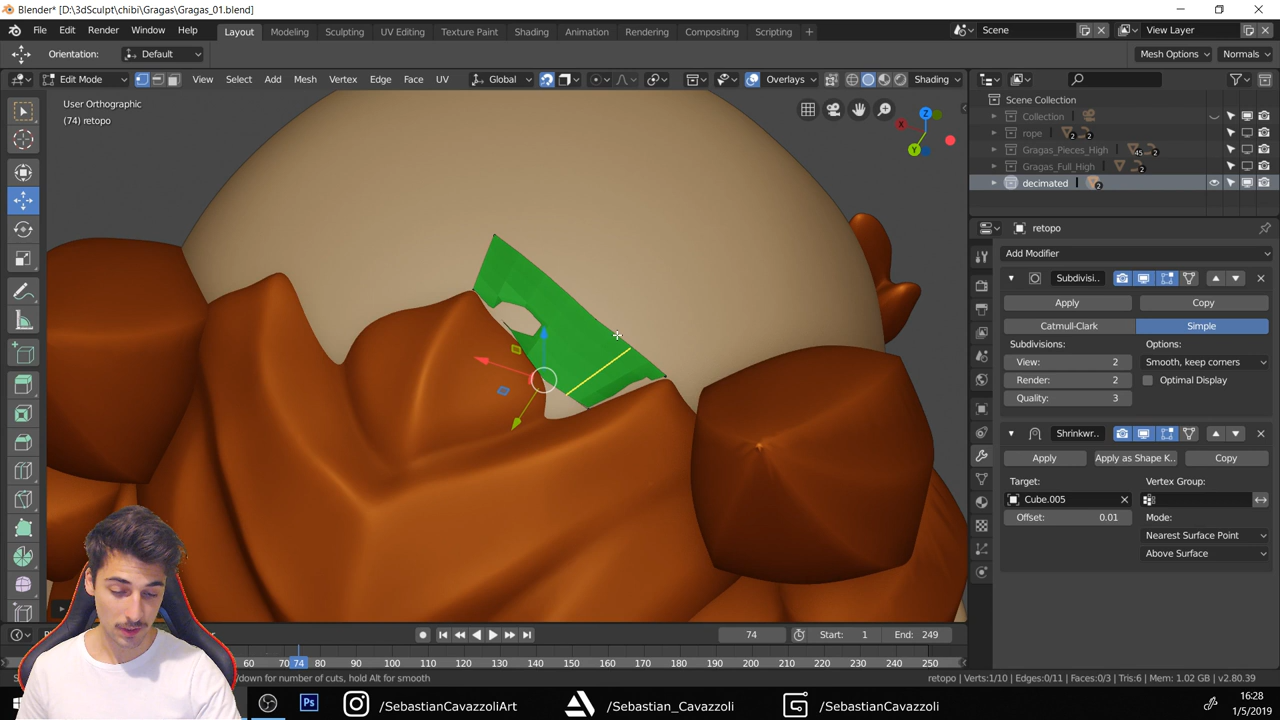 Blender* [D:\3dSculpt\chibi\Gragas\Gragas_01.blend]
File Edit Render Window Help Layout Modeling Sculpting UV Editing Texture Paint Shading Animation Rendering Compositing Scripting + Scene View Layer
Orientation: Default Mesh Options Normals
Edit Mode View Select Add Mesh Vertex Edge Face UV Global Overlays Shading
User Orthographic
(74) retopo
Z
X
Y
Scene Collection
Collection
rope 2 2
Gragas_Pieces_High 45 2
Gragas_Full_High 2
decimated 2
retopo
Add Modifier
Subdivisi..
Apply Copy
Catmull-Clark Simple
Subdivisions: Options:
View: 2 Smooth, keep corners
Render: 2 Optimal Display
Quality: 3
Shrinkwr..
Apply Apply as Shape K.. Copy
Target: Vertex Group:
Cube.005
Offset: 0.01 Mode:
Nearest Surface Point
Above Surface
74 Start: 1 End: 249
60 70 74 80 90 100 110 120 130 140 150 160 170 180 190 200 210 220 230 240 250
/down for number of cuts, hold Alt for smooth retopo | Verts:1/10 | Edges:0/11 | Faces:0/3 | Tris:6 | Mem: 1.02 GB | v2.80.39
Ps /SebastianCavazzoliArt /Sebastian_Cavazzoli /SebastianCavazzoli
16:28
1/5/2019